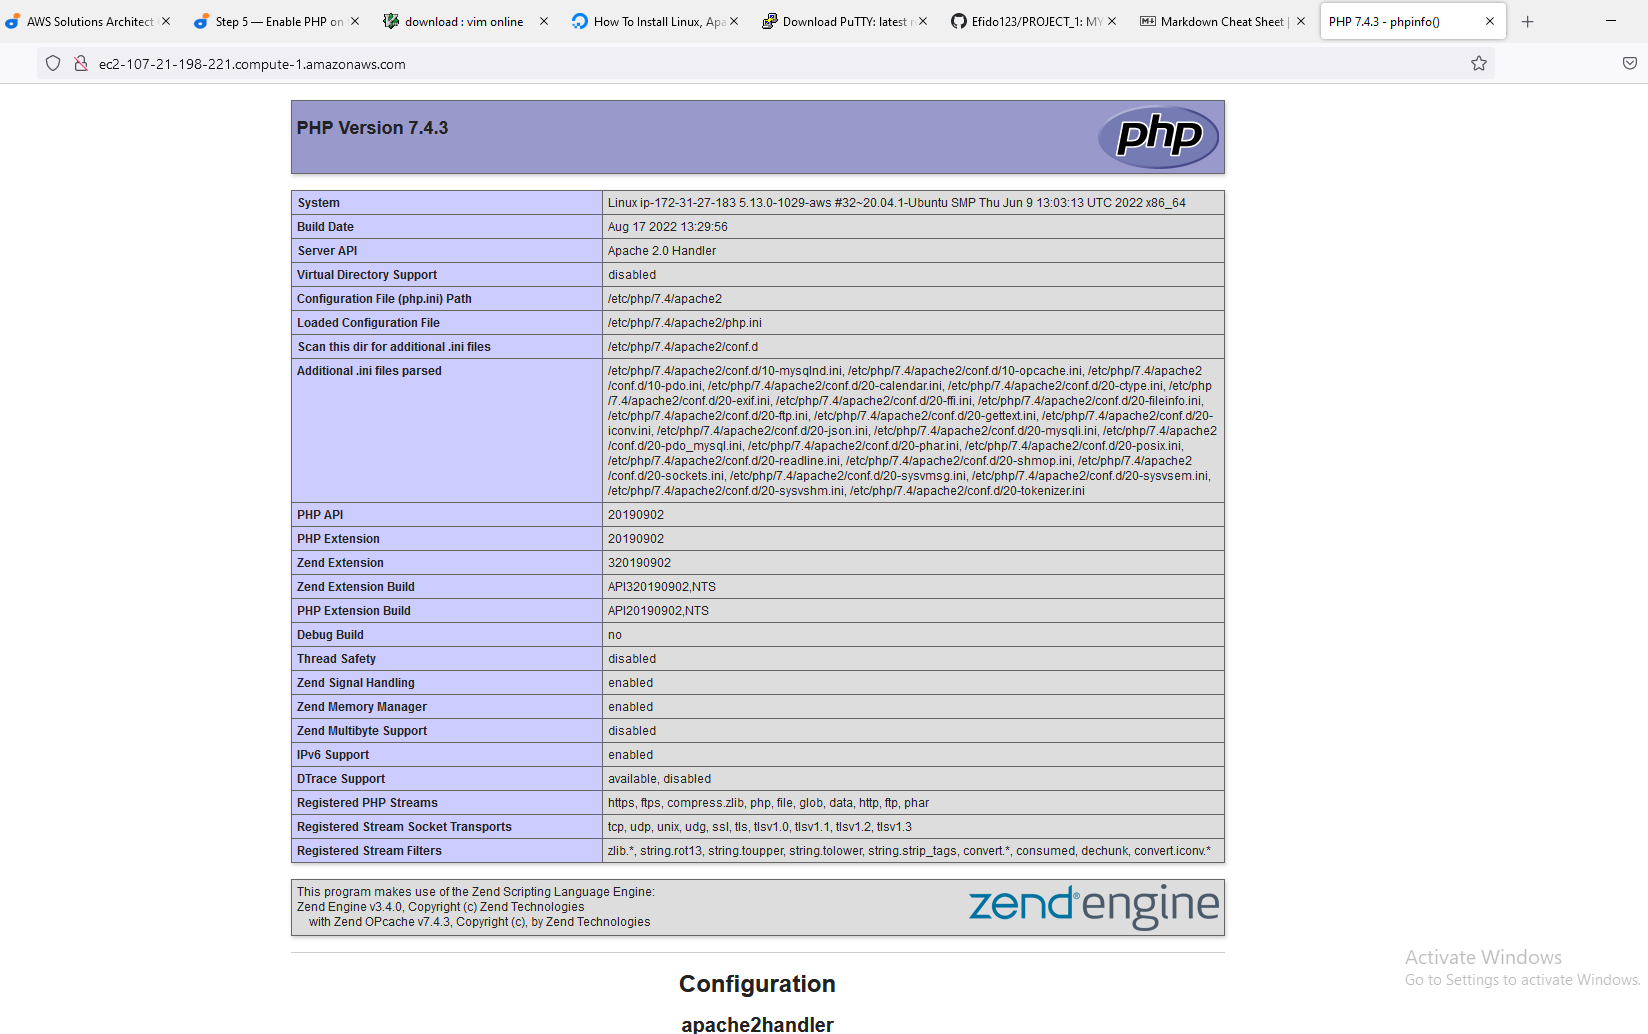 AWS Solutions Architect
Step 5 — Enable PHP on
download : vim online
How To Install Linux, Apa
Download PuTTY: latest re
Efido123/PROJECT_1: MY
Markdown Cheat Sheet |
PHP 7.4.3 - phpinfo()
ec2-107-21-198-221.compute-1.amazonaws.com
PHP Version 7.4.3
php
System Linux ip-172-31-27-183 5.13.0-1029-aws #32~20.04.1-Ubuntu SMP Thu Jun 9 13:03:13 UTC 2022 x86_64
Build Date Aug 17 2022 13:29:56
Server API Apache 2.0 Handler
Virtual Directory Support disabled
Configuration File (php.ini) Path /etc/php/7.4/apache2
Loaded Configuration File /etc/php/7.4/apache2/php.ini
Scan this dir for additional .ini files /etc/php/7.4/apache2/conf.d
Additional .ini files parsed /etc/php/7.4/apache2/conf.d/10-mysqlnd.ini, /etc/php/7.4/apache2/conf.d/10-opcache.ini, /etc/php/7.4/apache2
/conf.d/10-pdo.ini, /etc/php/7.4/apache2/conf.d/20-calendar.ini, /etc/php/7.4/apache2/conf.d/20-ctype.ini, /etc/php
/7.4/apache2/conf.d/20-exif.ini, /etc/php/7.4/apache2/conf.d/20-ffi.ini, /etc/php/7.4/apache2/conf.d/20-fileinfo.ini,
/etc/php/7.4/apache2/conf.d/20-ftp.ini, /etc/php/7.4/apache2/conf.d/20-gettext.ini, /etc/php/7.4/apache2/conf.d/20-
iconv.ini, /etc/php/7.4/apache2/conf.d/20-json.ini, /etc/php/7.4/apache2/conf.d/20-mysqli.ini, /etc/php/7.4/apache2
/conf.d/20-pdo_mysql.ini, /etc/php/7.4/apache2/conf.d/20-phar.ini, /etc/php/7.4/apache2/conf.d/20-posix.ini,
/etc/php/7.4/apache2/conf.d/20-readline.ini, /etc/php/7.4/apache2/conf.d/20-shmop.ini, /etc/php/7.4/apache2
/conf.d/20-sockets.ini, /etc/php/7.4/apache2/conf.d/20-sysvmsg.ini, /etc/php/7.4/apache2/conf.d/20-sysvsem.ini,
/etc/php/7.4/apache2/conf.d/20-sysvshm.ini, /etc/php/7.4/apache2/conf.d/20-tokenizer.ini
PHP API 20190902
PHP Extension 20190902
Zend Extension 320190902
Zend Extension Build API320190902,NTS
PHP Extension Build API20190902,NTS
Debug Build no
Thread Safety disabled
Zend Signal Handling enabled
Zend Memory Manager enabled
Zend Multibyte Support disabled
IPv6 Support enabled
DTrace Support available, disabled
Registered PHP Streams https, ftps, compress.zlib, php, file, glob, data, http, ftp, phar
Registered Stream Socket Transports tcp, udp, unix, udg, ssl, tls, tlsv1.0, tlsv1.1, tlsv1.2, tlsv1.3
Registered Stream Filters zlib.*, string.rot13, string.toupper, string.tolower, string.strip_tags, convert.*, consumed, dechunk, convert.iconv.*
This program makes use of the Zend Scripting Language Engine:
Zend Engine v3.4.0, Copyright (c) Zend Technologies
with Zend OPcache v7.4.3, Copyright (c), by Zend Technologies
zend® engine
Configuration
apache2handler
Activate Windows
Go to Settings to activate Windows.